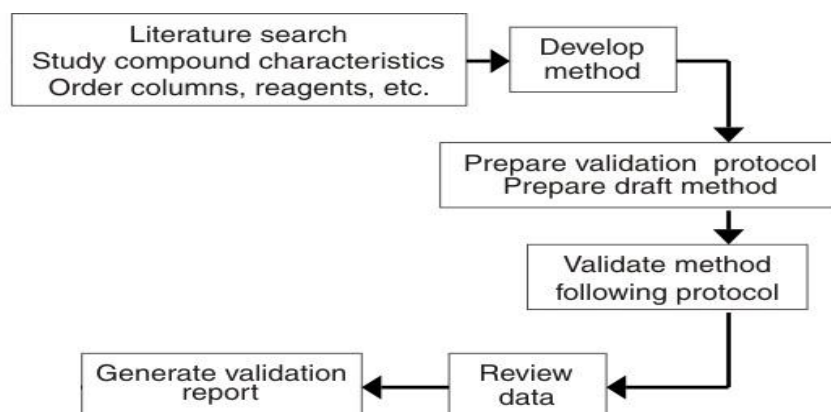 Literature search
Study compound characteristics
Order columns, reagents, etc.
Develop
method
Prepare validation protocol
Prepare draft method
Validate method
following protocol
Review
data
Generate validation
report